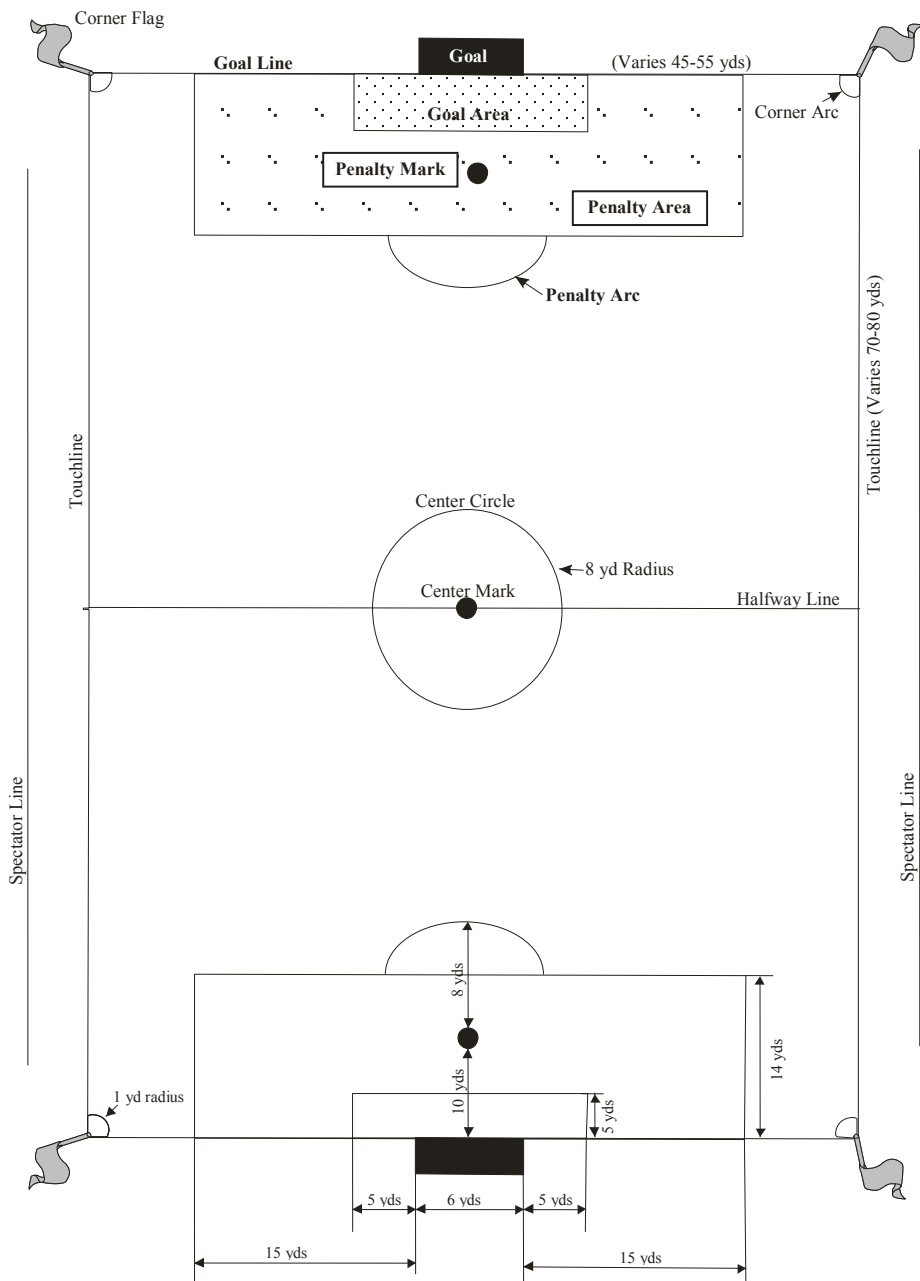 Corner Flag
Goal
Goal Line
(Varies 45-55 yds)
Goal Area
Corner Arc
Penalty Mark
Penalty Area
Penalty Arc
Touchline (Varies 70-80 yds)
Touchline
Center Circle
8 yd Radius
Center Mark
Halfway Line
Spectator Line
Spectator Line
8 yds
14 yds
10 yds
1 yd radius
5 yds
5 yds
6 yds
5 yds
15 yds
15 yds